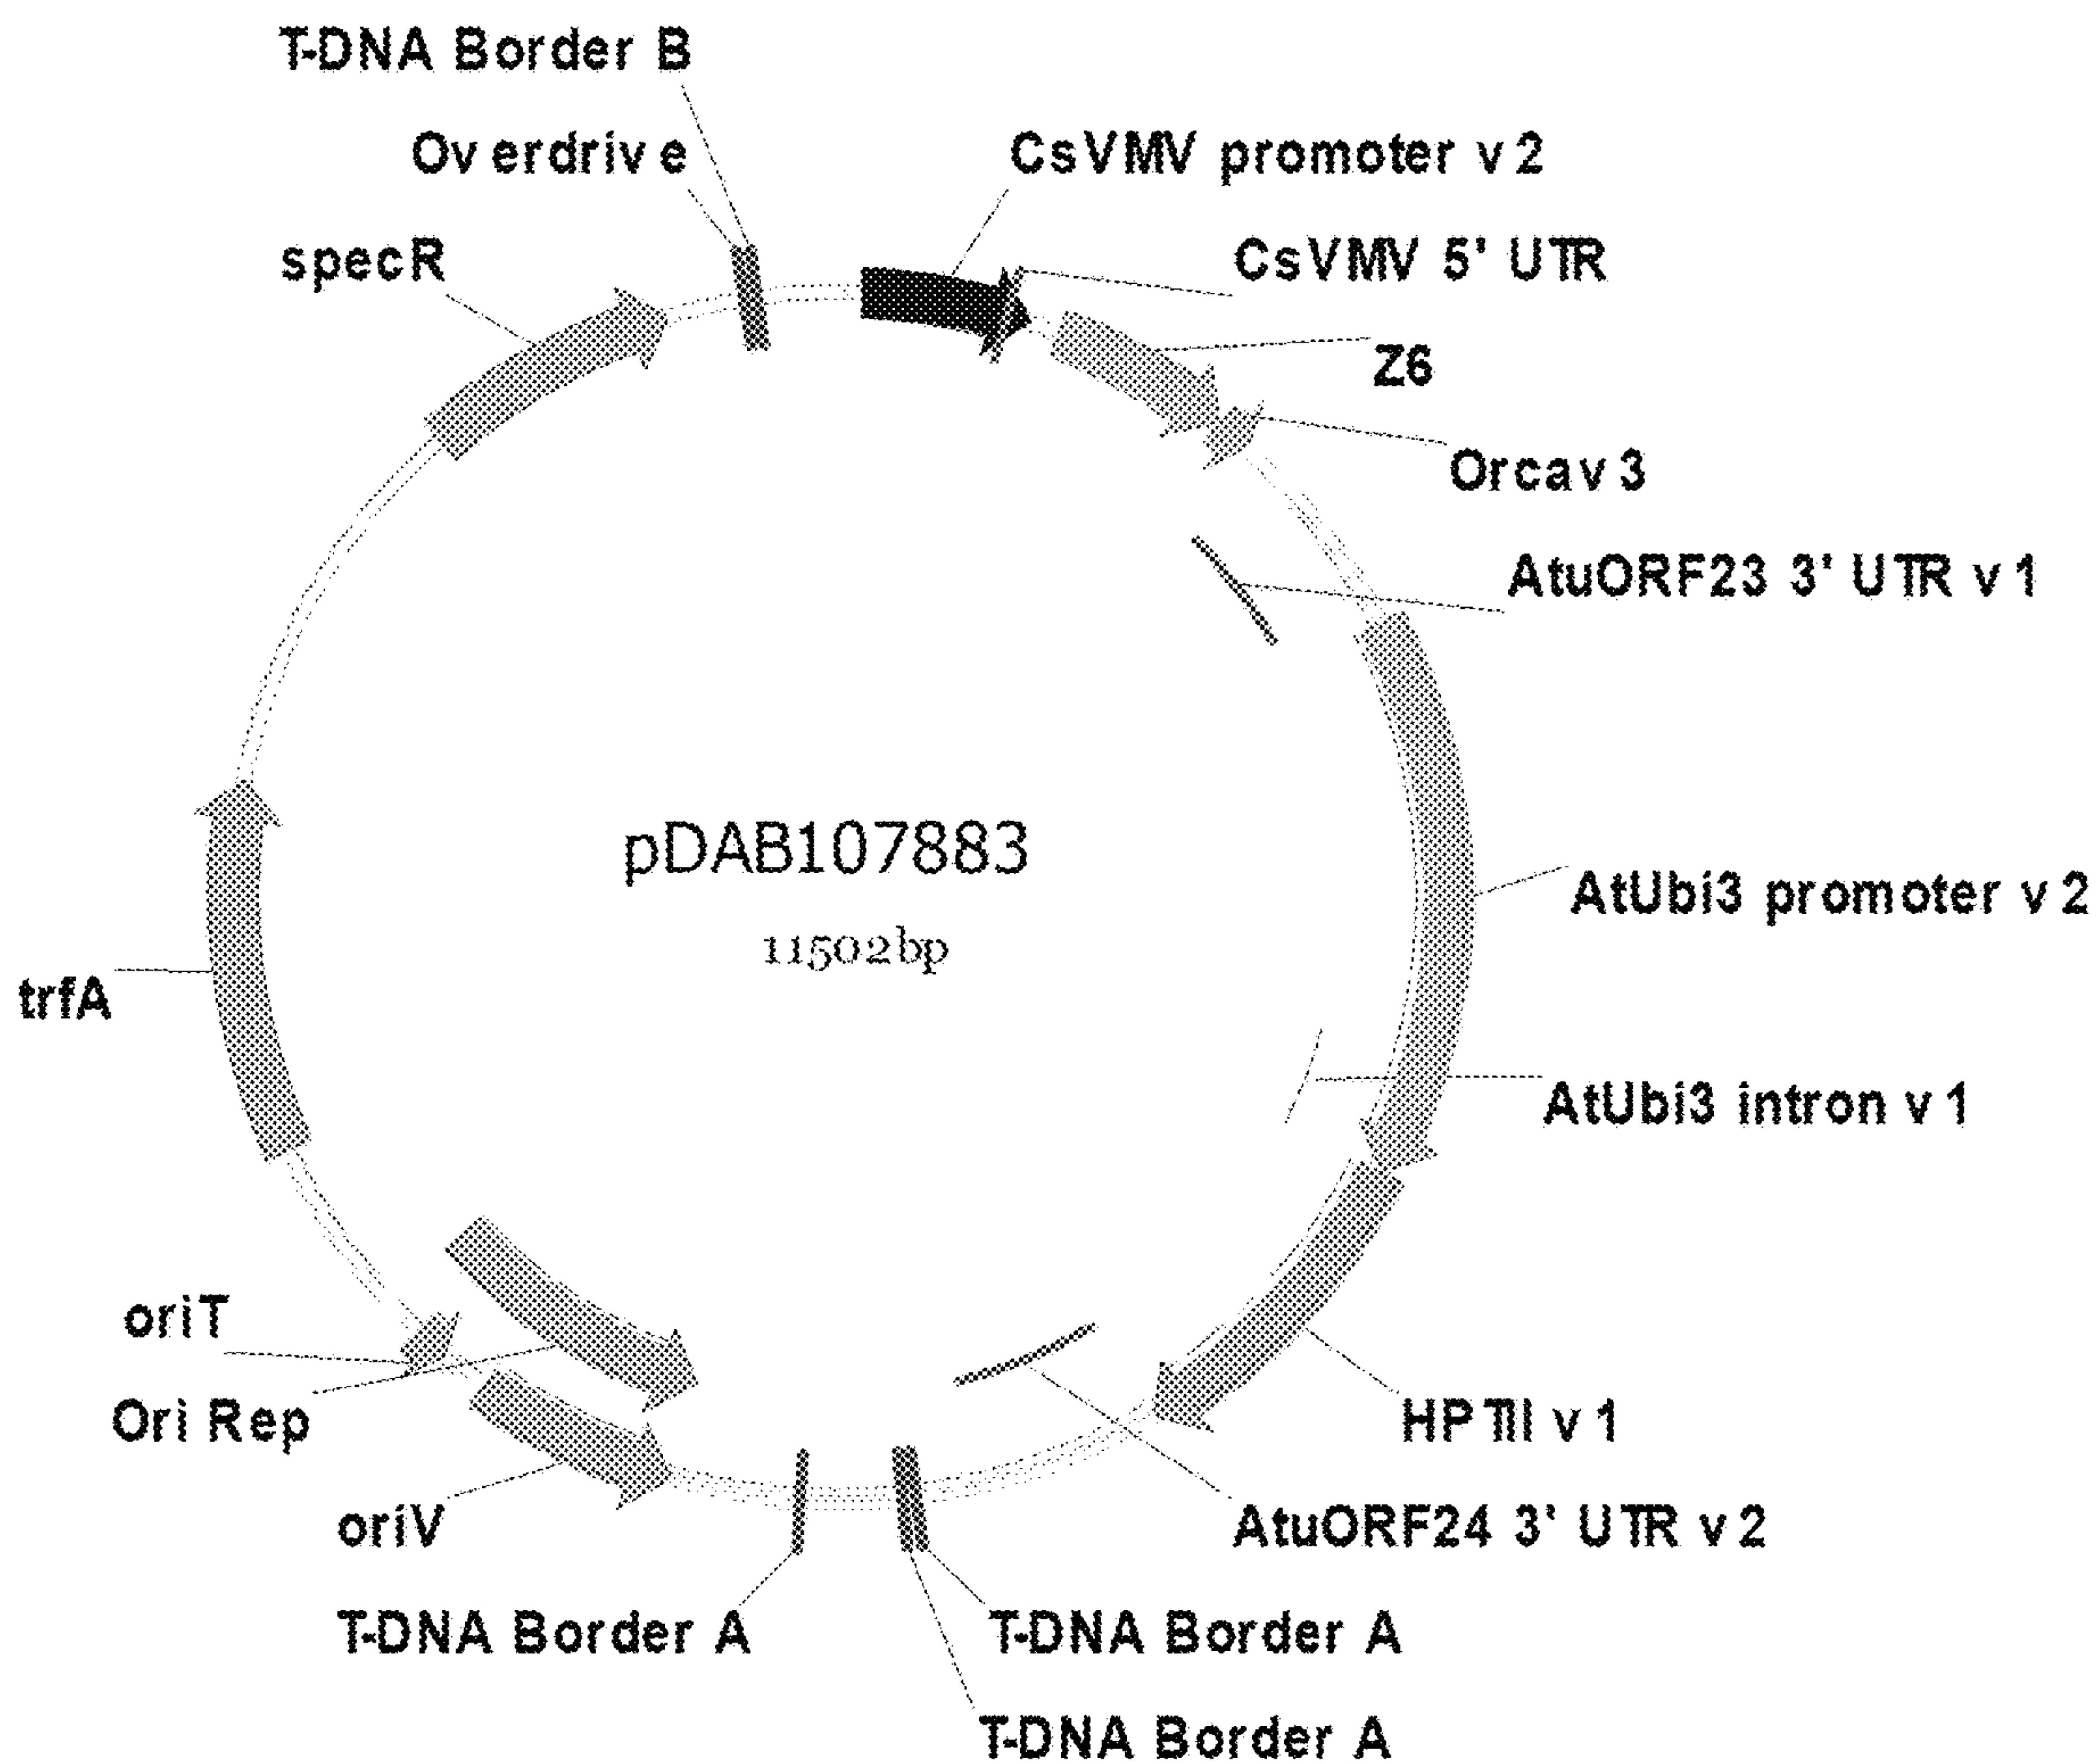 T-DNA Border B
Overdrive
CsVMV promoter v2
specR
CsVMV 5' UTR
Z6
Orcav3
AtuORF23 3' UTR v1
pDAB107883
11502bp
AtUbi3 promoter v2
trfA
AtUbi3 intron v1
oriT
Ori Rep
HPTII v1
oriV
AtuORF24 3' UTR v2
T-DNA Border A
T-DNA Border A
T-DNA Border A